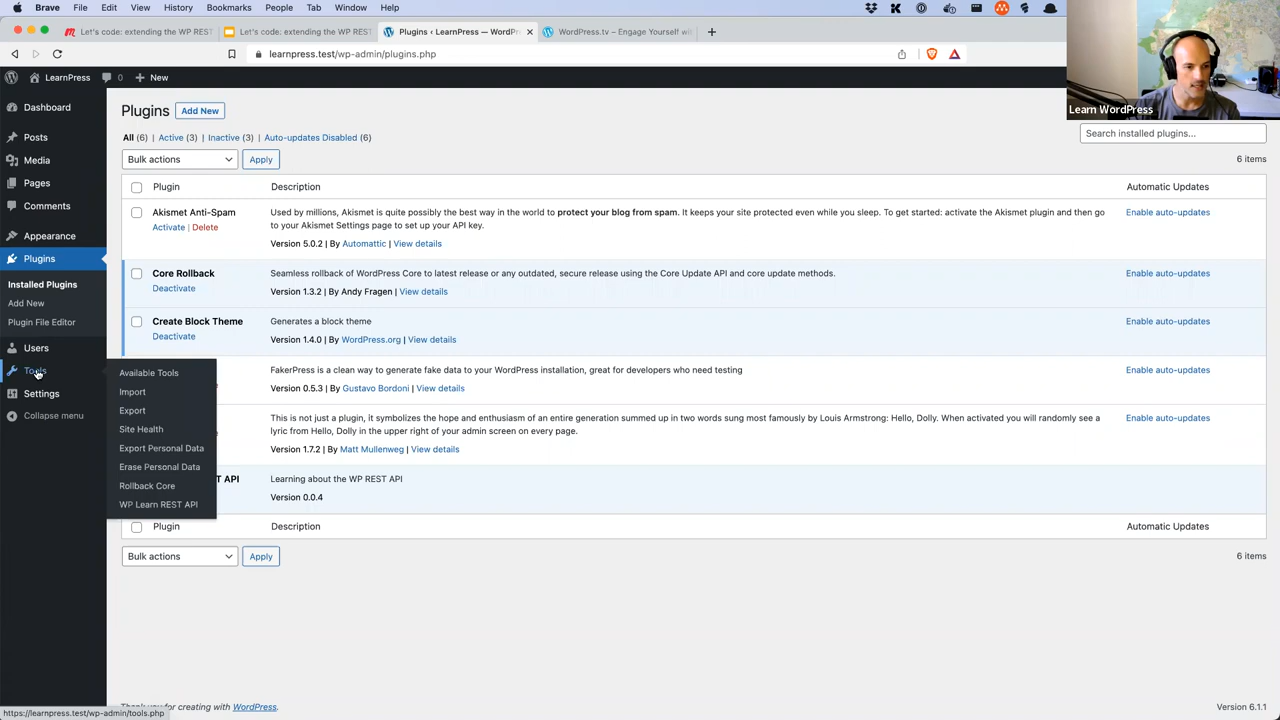 Brave File Edit View History Bookmarks People Tab Window Help
Let's code: extending the WP REST
Let's code: extending the WP REST
Plugins ‹ LearnPress — WordPr
WordPress.tv – Engage Yourself wi
learnpress.test/wp-admin/plugins.php
LearnPress 0 New
Learn WordPress
Dashboard
Posts
Media
Pages
Comments
Appearance
Plugins
Installed Plugins
Add New
Plugin File Editor
Users
Tools
Settings
Collapse menu
Available Tools
Import
Export
Site Health
Export Personal Data
Erase Personal Data
Rollback Core
WP Learn REST API
Plugins Add New
All (6) | Active (3) | Inactive (3) | Auto-updates Disabled (6)
Search installed plugins...
Bulk actions Apply
6 items
Plugin Description Automatic Updates
Akismet Anti-Spam
Activate | Delete
Used by millions, Akismet is quite possibly the best way in the world to protect your blog from spam. It keeps your site protected even while you sleep. To get started: activate the Akismet plugin and then go
to your Akismet Settings page to set up your API key.
Version 5.0.2 | By Automattic | View details
Enable auto-updates
Core Rollback
Deactivate
Seamless rollback of WordPress Core to latest release or any outdated, secure release using the Core Update API and core update methods.
Version 1.3.2 | By Andy Fragen | View details
Enable auto-updates
Create Block Theme
Deactivate
Generates a block theme
Version 1.4.0 | By WordPress.org | View details
Enable auto-updates
FakerPress is a clean way to generate fake data to your WordPress installation, great for developers who need testing
Version 0.5.3 | By Gustavo Bordoni | View details
Enable auto-updates
This is not just a plugin, it symbolizes the hope and enthusiasm of an entire generation summed up in two words sung most famously by Louis Armstrong: Hello, Dolly. When activated you will randomly see a
lyric from Hello, Dolly in the upper right of your admin screen on every page.
Version 1.7.2 | By Matt Mullenweg | View details
Enable auto-updates
T API
Learning about the WP REST API
Version 0.0.4
Plugin Description Automatic Updates
Bulk actions Apply
6 items
Thank you for creating with WordPress.
Version 6.1.1
https://learnpress.test/wp-admin/tools.php